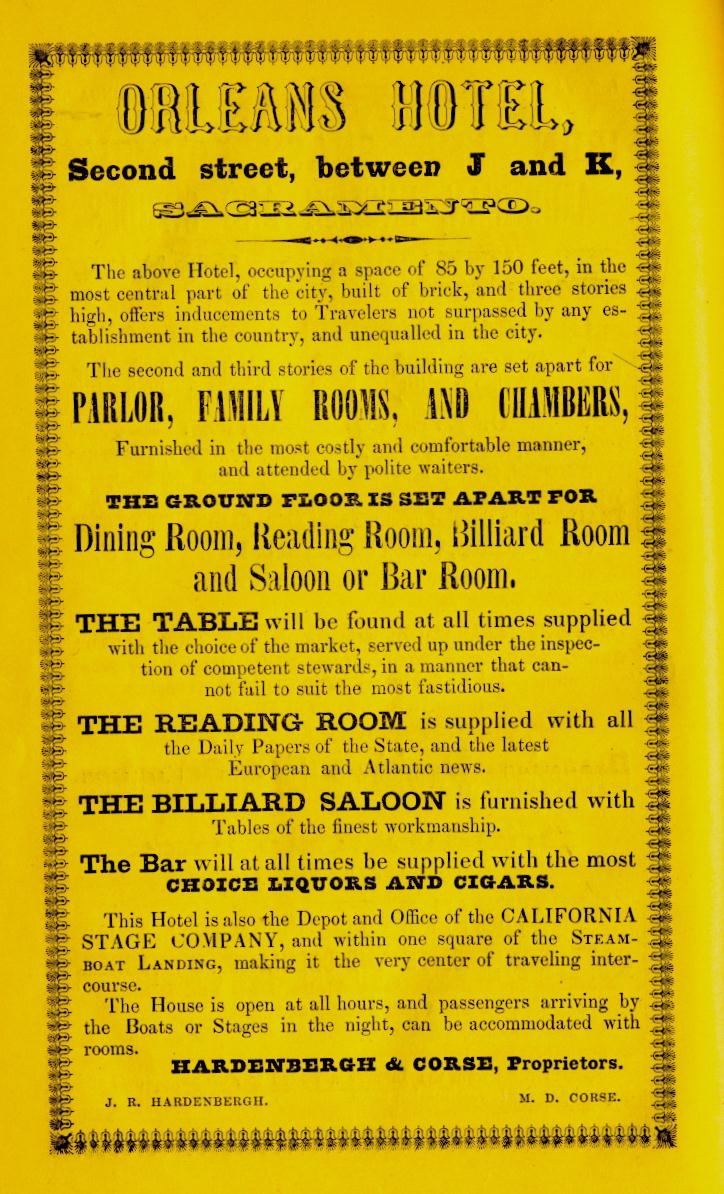 ORLEANS HOTEL,
Second street, between J and K,
SACRAMENTO.
The above Hotel, occupying a space of 85 by 150 feet, in the
most central part of the city, built of brick, and three stories
high, offers inducements to Travelers not surpassed by any es-
tablishment in the country, and unequalled in the city.
The second and third stories of the building are set apart for
PARLOR, FAMILY ROOMS, AND CHAMBERS,
Furnished in the most costly and comfortable manner,
and attended by polite waiters.
THE GROUND FLOOR IS SET APART FOR
Dining Room, Reading Room, Billiard Room
and Saloon or Bar Room.
THE TABLE will be found at all times supplied
with the choice of the market, served up under the inspec-
tion of competent stewards, in a manner that can-
not fail to suit the most fastidious.
THE READING ROOM is supplied with all
the Daily Papers of the State, and the latest
European and Atlantic news.
THE BILLIARD SALOON is furnished with
Tables of the finest workmanship.
The Bar will at all times be supplied with the most
CHOICE LIQUORS AND CIGARS.
This Hotel is also the Depot and Office of the CALIFORNIA
STAGE COMPANY, and within one square of the STEAM-
BOAT LANDING, making it the very center of traveling inter-
course.
The House is open at all hours, and passengers arriving by
the Boats or Stages in the night, can be accommodated with
rooms.
HARDENBERGH & CORSE, Proprietors.
J. R. HARDENBERGH. M. D. CORSE.